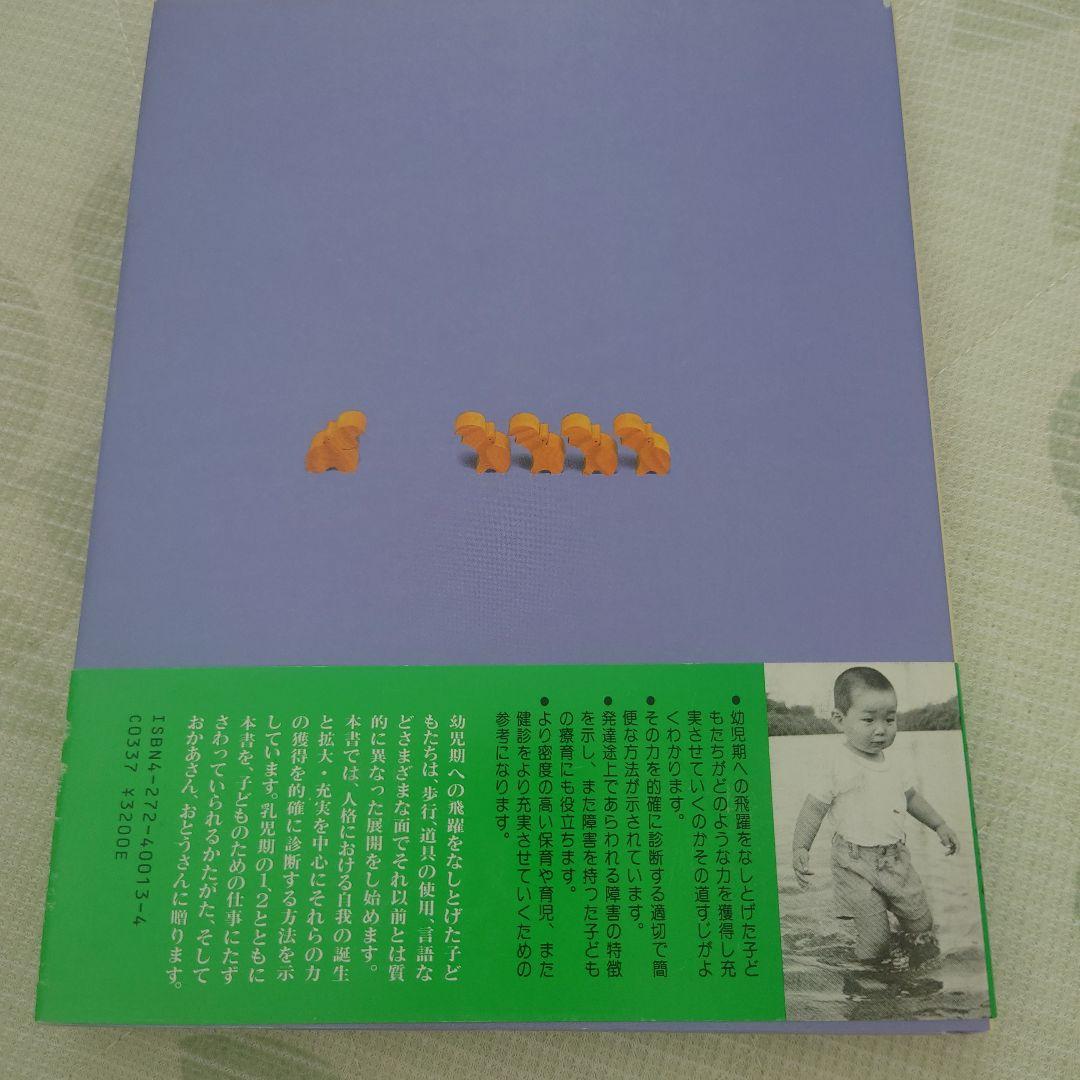 ●幼児期への飛躍をなしとげた子ど
もたちがどのような力を獲得し充
実させていくのかその道すじがよ
くわかります。
●その力を的確に診断する適切で簡
便な方法が示されています。
●発達途上であらわれる障害の特徴
を示し、また障害を持った子ども
の療育にも役立ちます。
●より密度の高い保育や育児、また
健診をより充実させていくための
参考になります。
幼児期への飛躍をなしとげた子ど
もたちは、歩行、道具の使用、言語な
どさまざまな面でそれ以前とは質
的に異なった展開をし始めます。
本書では、人格における自我の誕生
と拡大・充実を中心にそれらの力
の獲得を的確に診断する方法を示
しています。乳児期の1、2とともに
本書を、子どものための仕事にたず
さわっていられるかたがた、そして
おかあさん、おとうさんに贈ります。
ISBN4-272-40013-4
C0337 ¥3200E